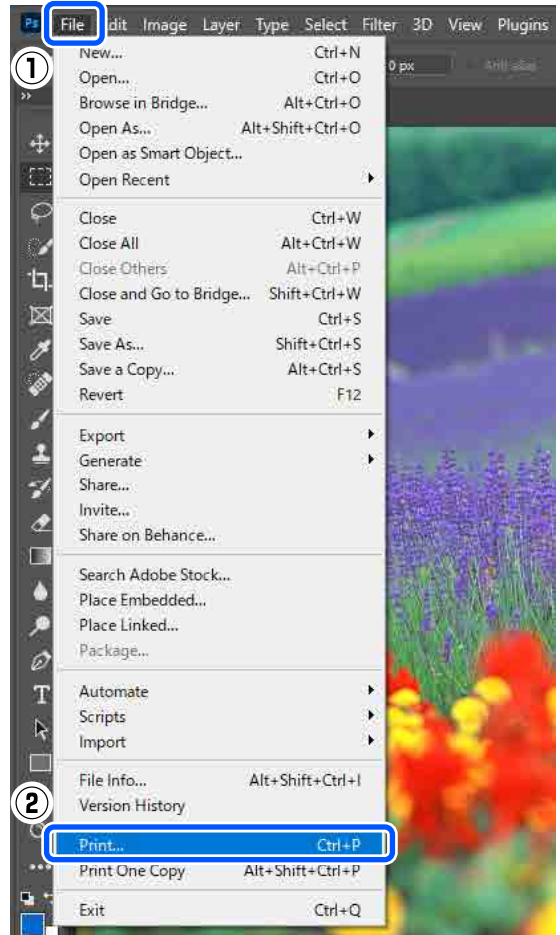 Ps File Edit Image Layer Type Select Filter 3D View Plugins
①
0 px Anti-alias
New... Ctrl+N
Open... Ctrl+O
Browse in Bridge... Alt+Ctrl+O
Open As... Alt+Shift+Ctrl+O
Open as Smart Object...
Open Recent
Close Ctrl+W
Close All Alt+Ctrl+W
Close Others Alt+Ctrl+P
Close and Go to Bridge... Shift+Ctrl+W
Save Ctrl+S
Save As... Shift+Ctrl+S
Save a Copy... Alt+Ctrl+S
Revert F12
Export
Generate
Share...
Invite...
Share on Behance...
Search Adobe Stock...
Place Embedded...
Place Linked...
Package...
Automate
Scripts
Import
File Info... Alt+Shift+Ctrl+I
Version History
②
Print... Ctrl+P
Print One Copy Alt+Shift+Ctrl+P
Exit Ctrl+Q